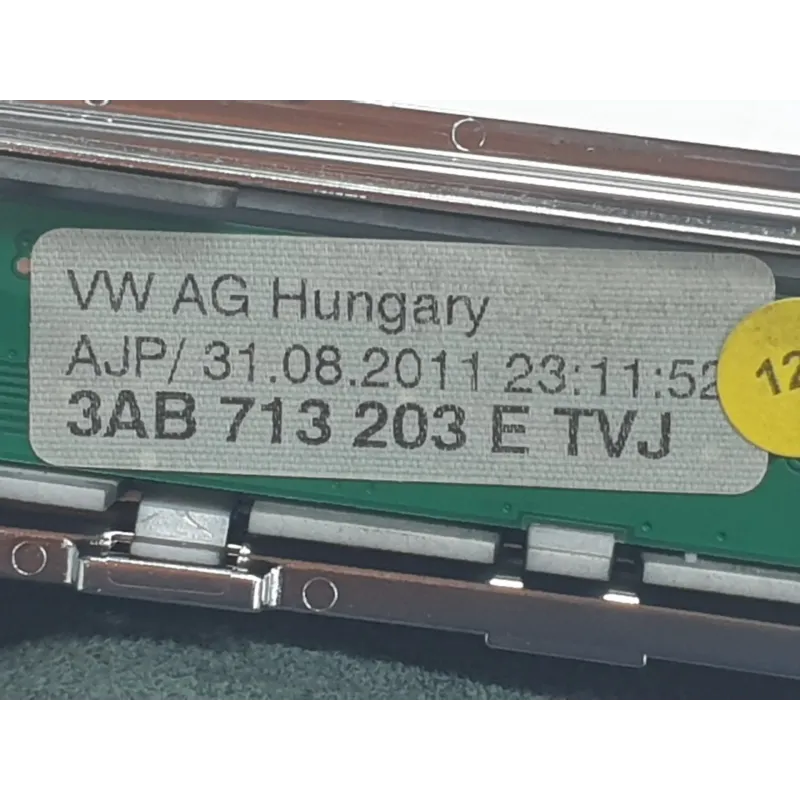 VW AG Hungary
AJP/ 31.08.2011 23:11:52
3AB 713 203 E TVJ
12